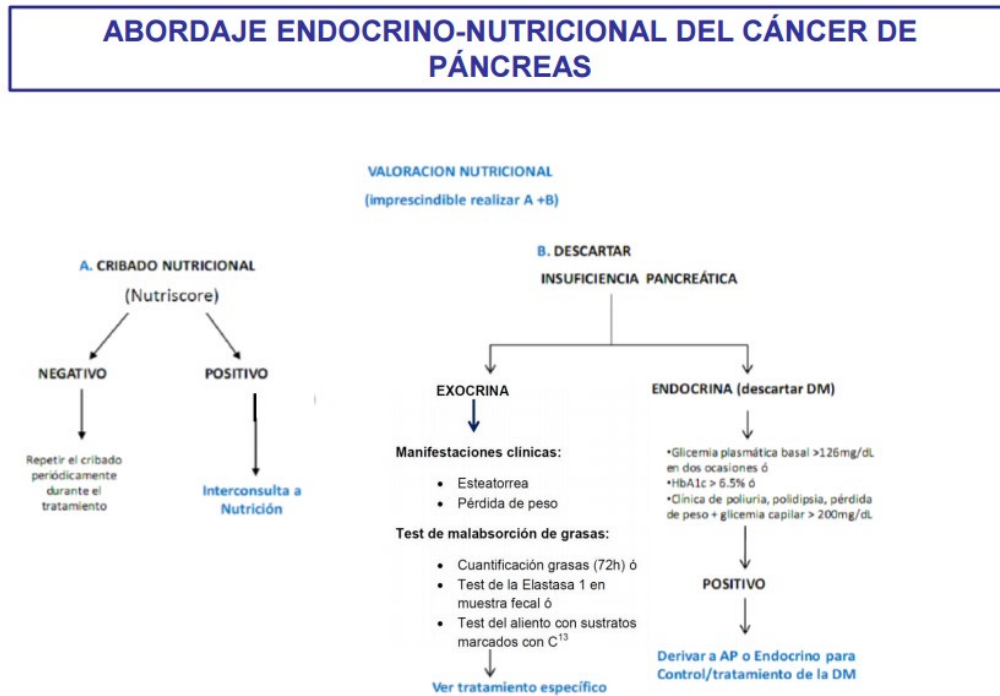 ABORDAJE ENDOCRINO-NUTRICIONAL DEL CÁNCER DE
PÁNCREAS
VALORACION NUTRICIONAL
(imprescindible realizar A +B)
A. CRIBADO NUTRICIONAL
(Nutriscore)
NEGATIVO
POSITIVO
Repetir el cribado
periódicamente
durante el
tratamiento
Interconsulta a
Nutrición
B. DESCARTAR
INSUFICIENCIA PANCREÁTICA
EXOCRINA
Manifestaciones clínicas:
• Esteatorrea
• Pérdida de peso
Test de malabsorción de grasas:
• Cuantificación grasas (72h) ó
• Test de la Elastasa 1 en
muestra fecal ó
• Test del aliento con sustratos
marcados con C¹³
Ver tratamiento específico
ENDOCRINA (descartar DM)
•Glicemia plasmática basal >126mg/dL
en dos ocasiones ó
•HbA1c > 6.5% ó
•Clínica de poliuria, polidipsia, pérdida
de peso + glicemia capilar > 200mg/dL
POSITIVO
Derivar a AP o Endocrino para
Control/tratamiento de la DM